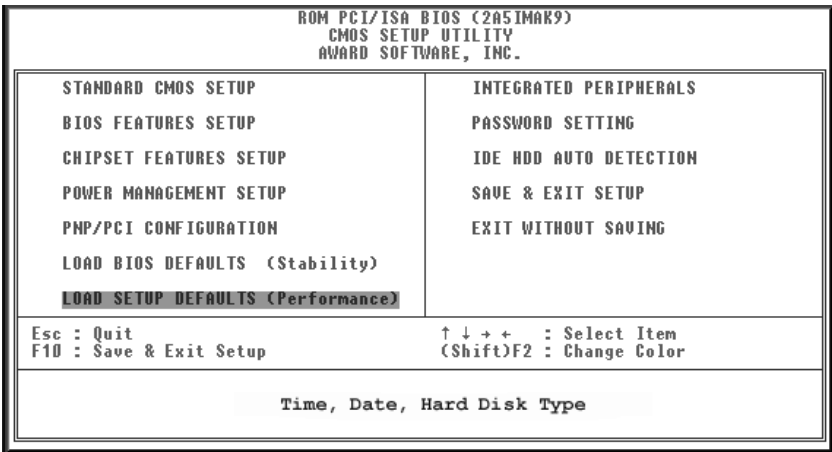 ROM PCI/ISA BIOS (2A5IMAK9)
CMOS SETUP UTILITY
AWARD SOFTWARE, INC.
STANDARD CMOS SETUP
BIOS FEATURES SETUP
CHIPSET FEATURES SETUP
POWER MANAGEMENT SETUP
PNP/PCI CONFIGURATION
LOAD BIOS DEFAULTS (Stability)
LOAD SETUP DEFAULTS (Performance)
INTEGRATED PERIPHERALS
PASSWORD SETTING
IDE HDD AUTO DETECTION
SAVE & EXIT SETUP
EXIT WITHOUT SAVING
Esc : Quit
F10 : Save & Exit Setup
↑ ↓ → ← : Select Item
(Shift)F2 : Change Color
Time, Date, Hard Disk Type